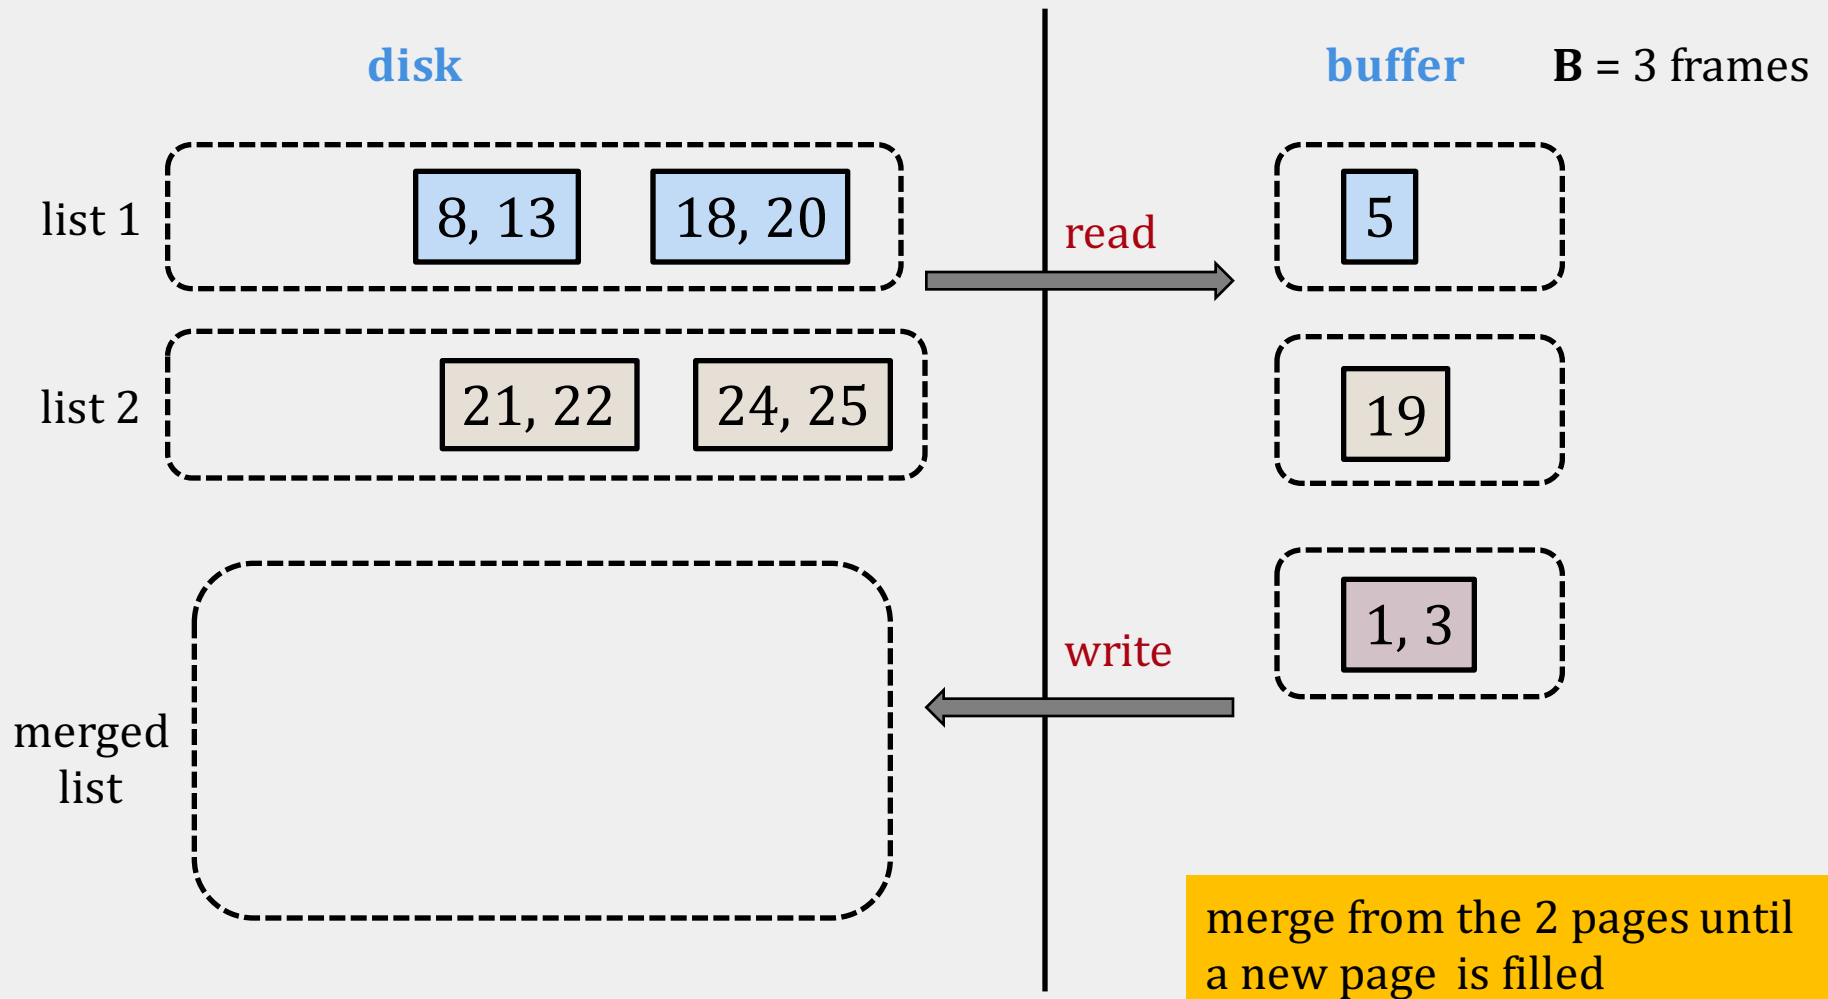 disk
buffer B = 3 frames
list 1
8, 13
18, 20
read
5
list 2
21, 22
24, 25
19
1, 3
write
merged
list
merge from the 2 pages until
a new page is filled